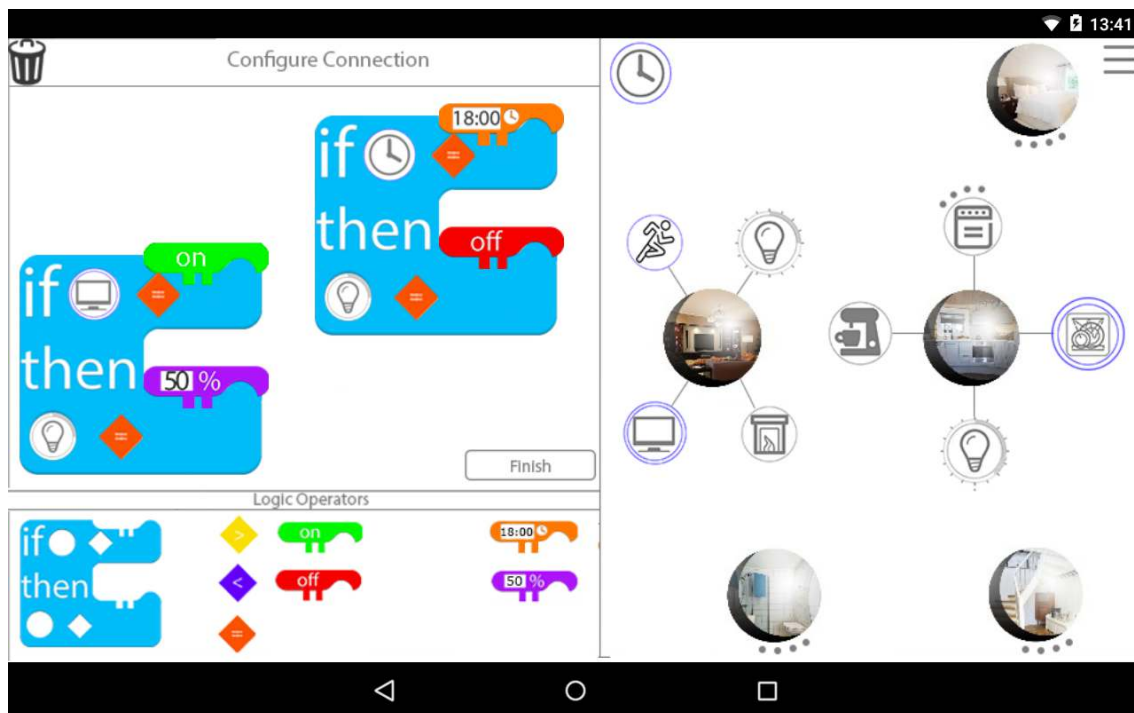 13:41
Configure Connection
18:00
if =
then off
=
on
if =
then 50 %
=
Finish
Logic Operators
if > on 18:00
then < off 50 %
=